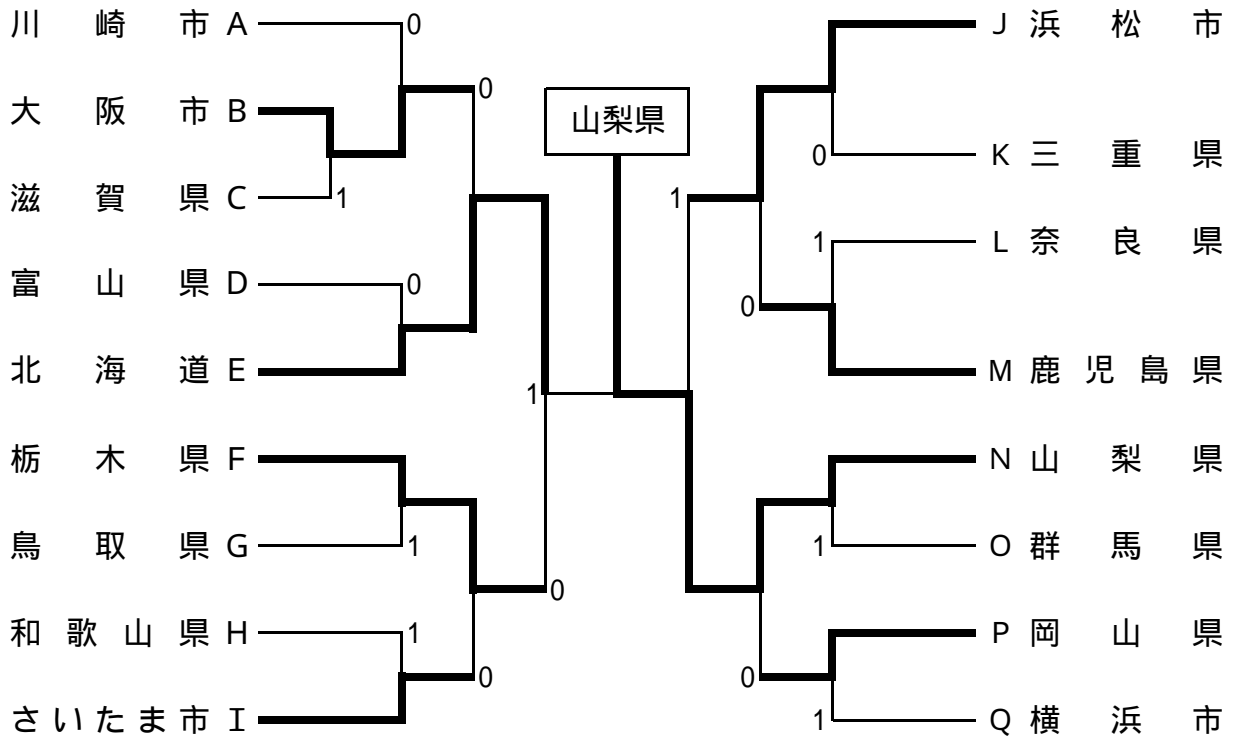 川崎市 A 0
大阪市 B 0
滋賀県 C 1
富山県 D 0
北海道 E
1
栃木県 F
鳥取県 G 1
0
和歌山県 H 1
さいたま市 I 0
山梨県
J 浜松市
0 K 三重県
1
1 L 奈良県
0
M 鹿児島県
N 山梨県
1 O 群馬県
P 岡山県
0
1 Q 横浜市